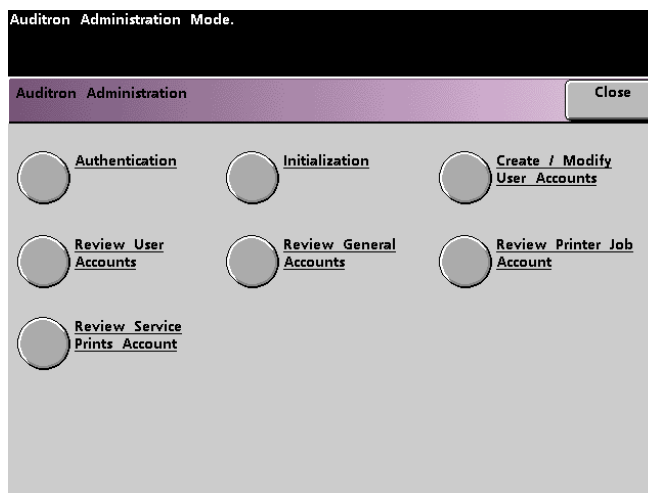 Auditron Administration Mode.
Auditron Administration
Close
Authentication
Initialization
Create / Modify
User Accounts
Review User
Accounts
Review General
Accounts
Review Printer Job
Account
Review Service
Prints Account